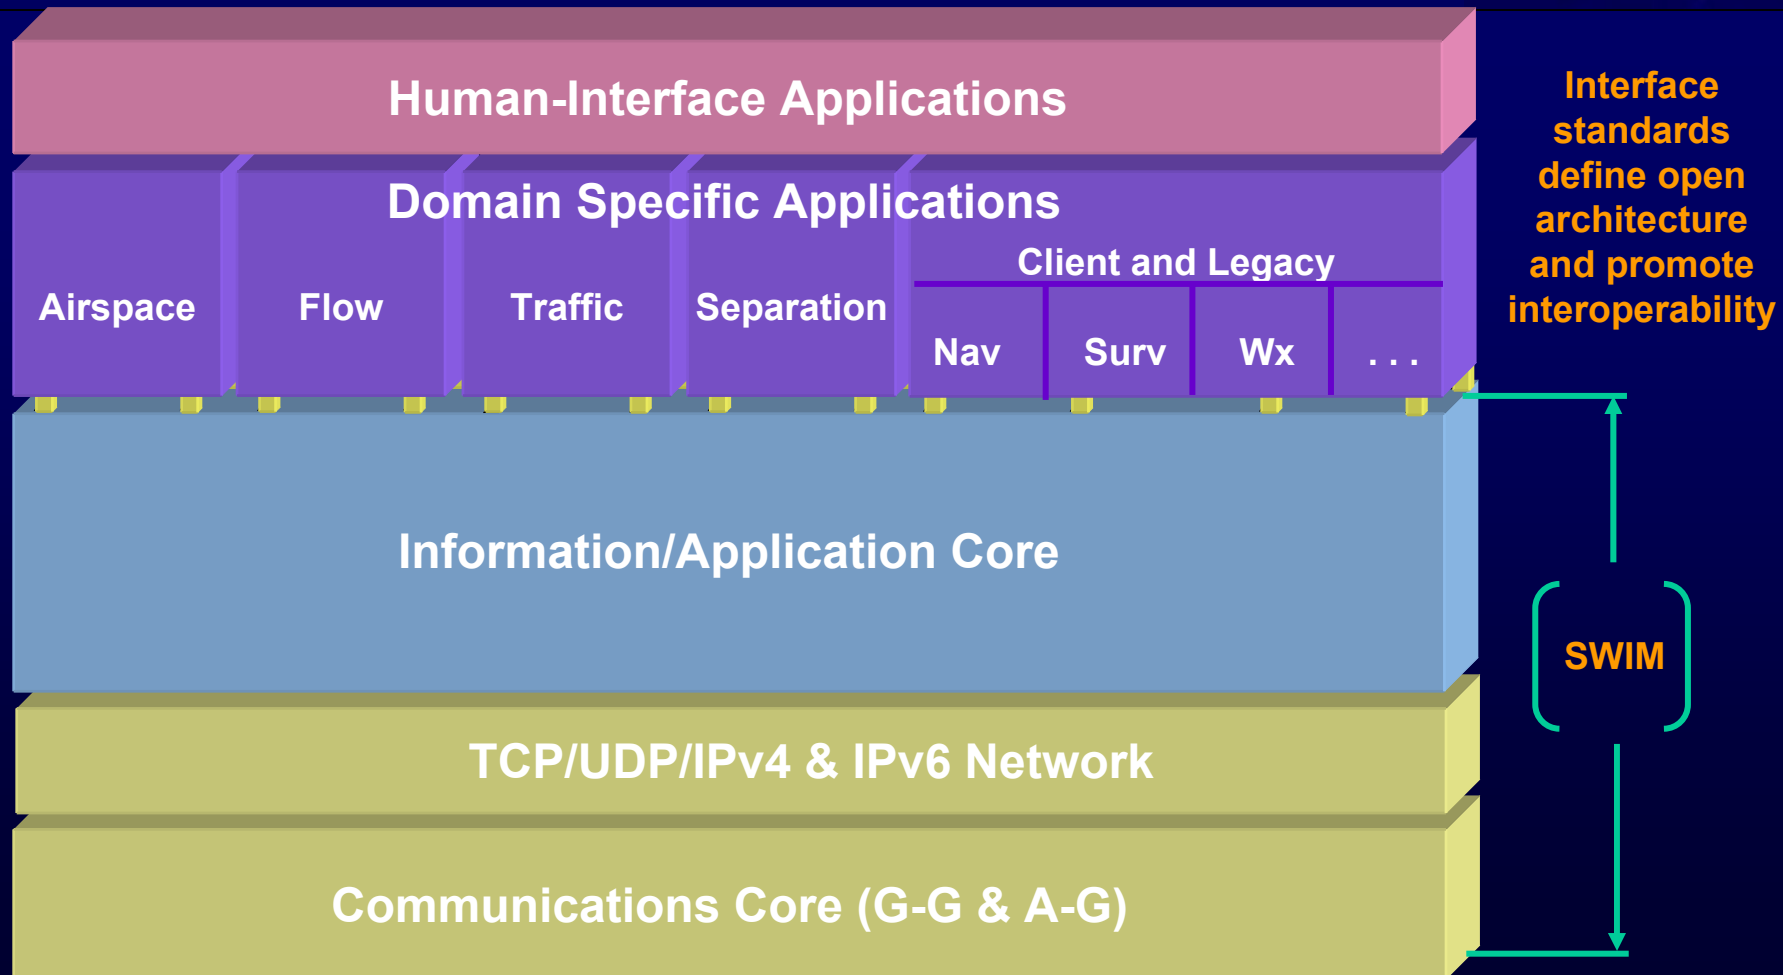 Human-Interface Applications
Domain Specific Applications
Client and Legacy
Airspace
Flow
Traffic
Separation
Nav
Surv
Wx
. . .
Information/Application Core
TCP/UDP/IPv4 & IPv6 Network
Communications Core (G-G & A-G)
Interface
standards
define open
architecture
and promote
interoperability
SWIM